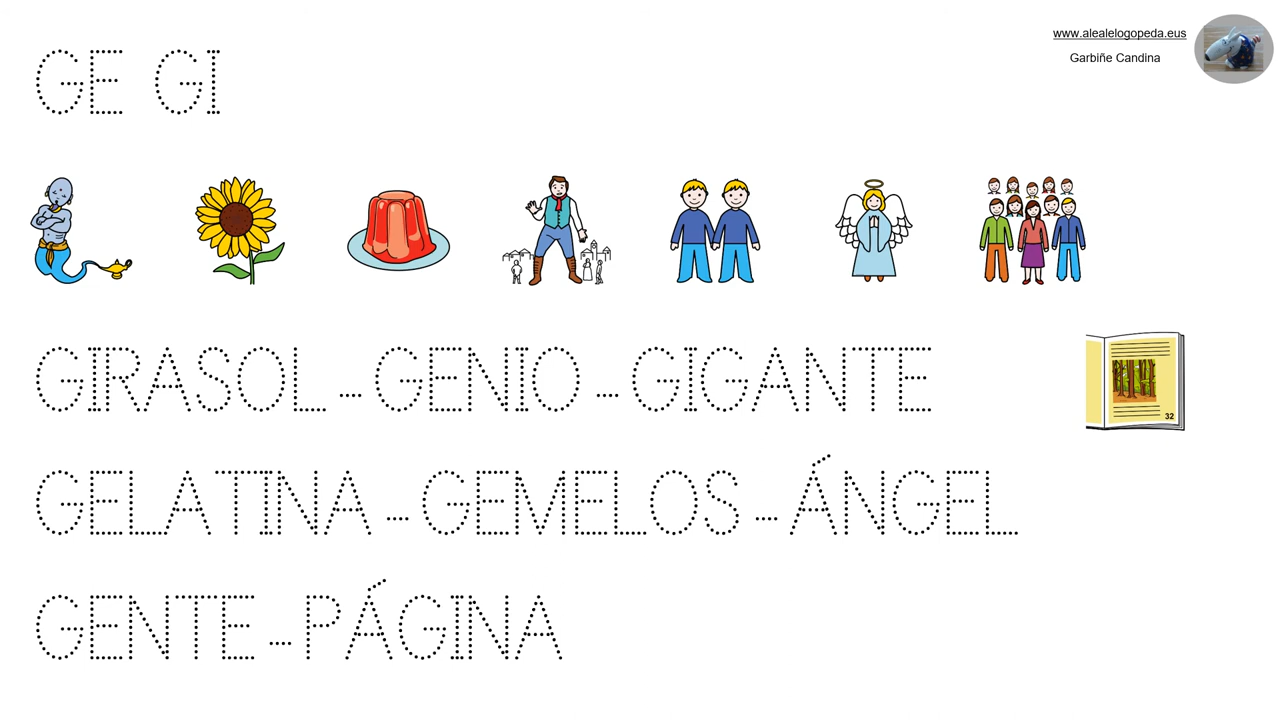 www.alealelogopeda.eus
Garbiñe Candina
GE GI
GIRASOL - GENIO - GIGANTE
32
GELATINA - GEMELOS - ÁNGEL
GENTE - PÁGINA